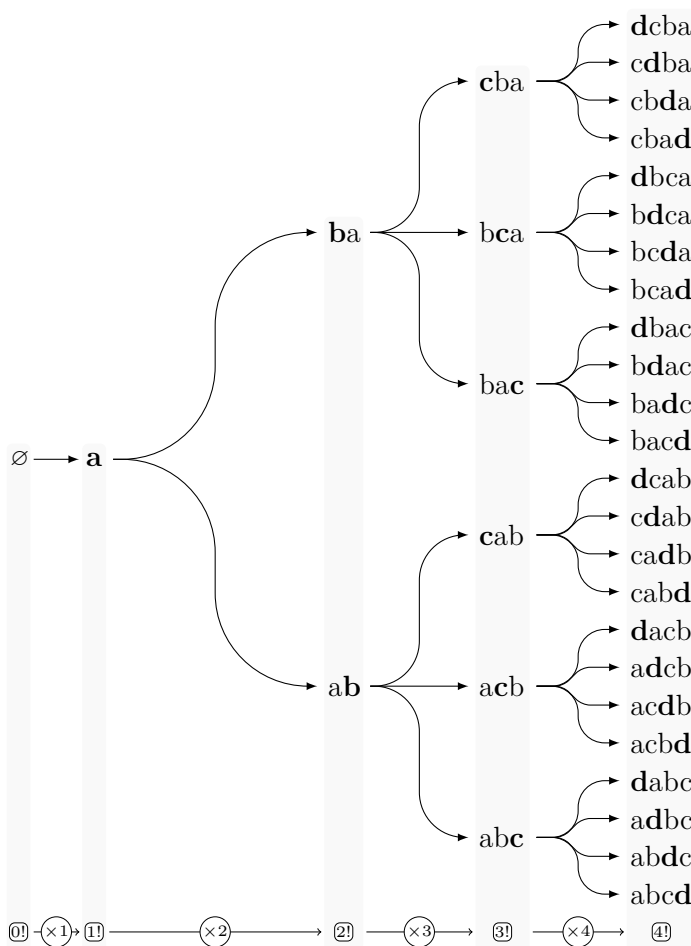 dcba
cdba
cba
cbda
cbad
dbca
ba
bca
bdca
bcda
bcad
dbac
bdac
bac
badc
bacd
∅
a
dcab
cdab
cab
cadb
cabd
dacb
adcb
ab
acb
acdb
acbd
dabc
adbc
abc
abdc
abcd
0! ×1 1! ×2 2! ×3 3! ×4 4!